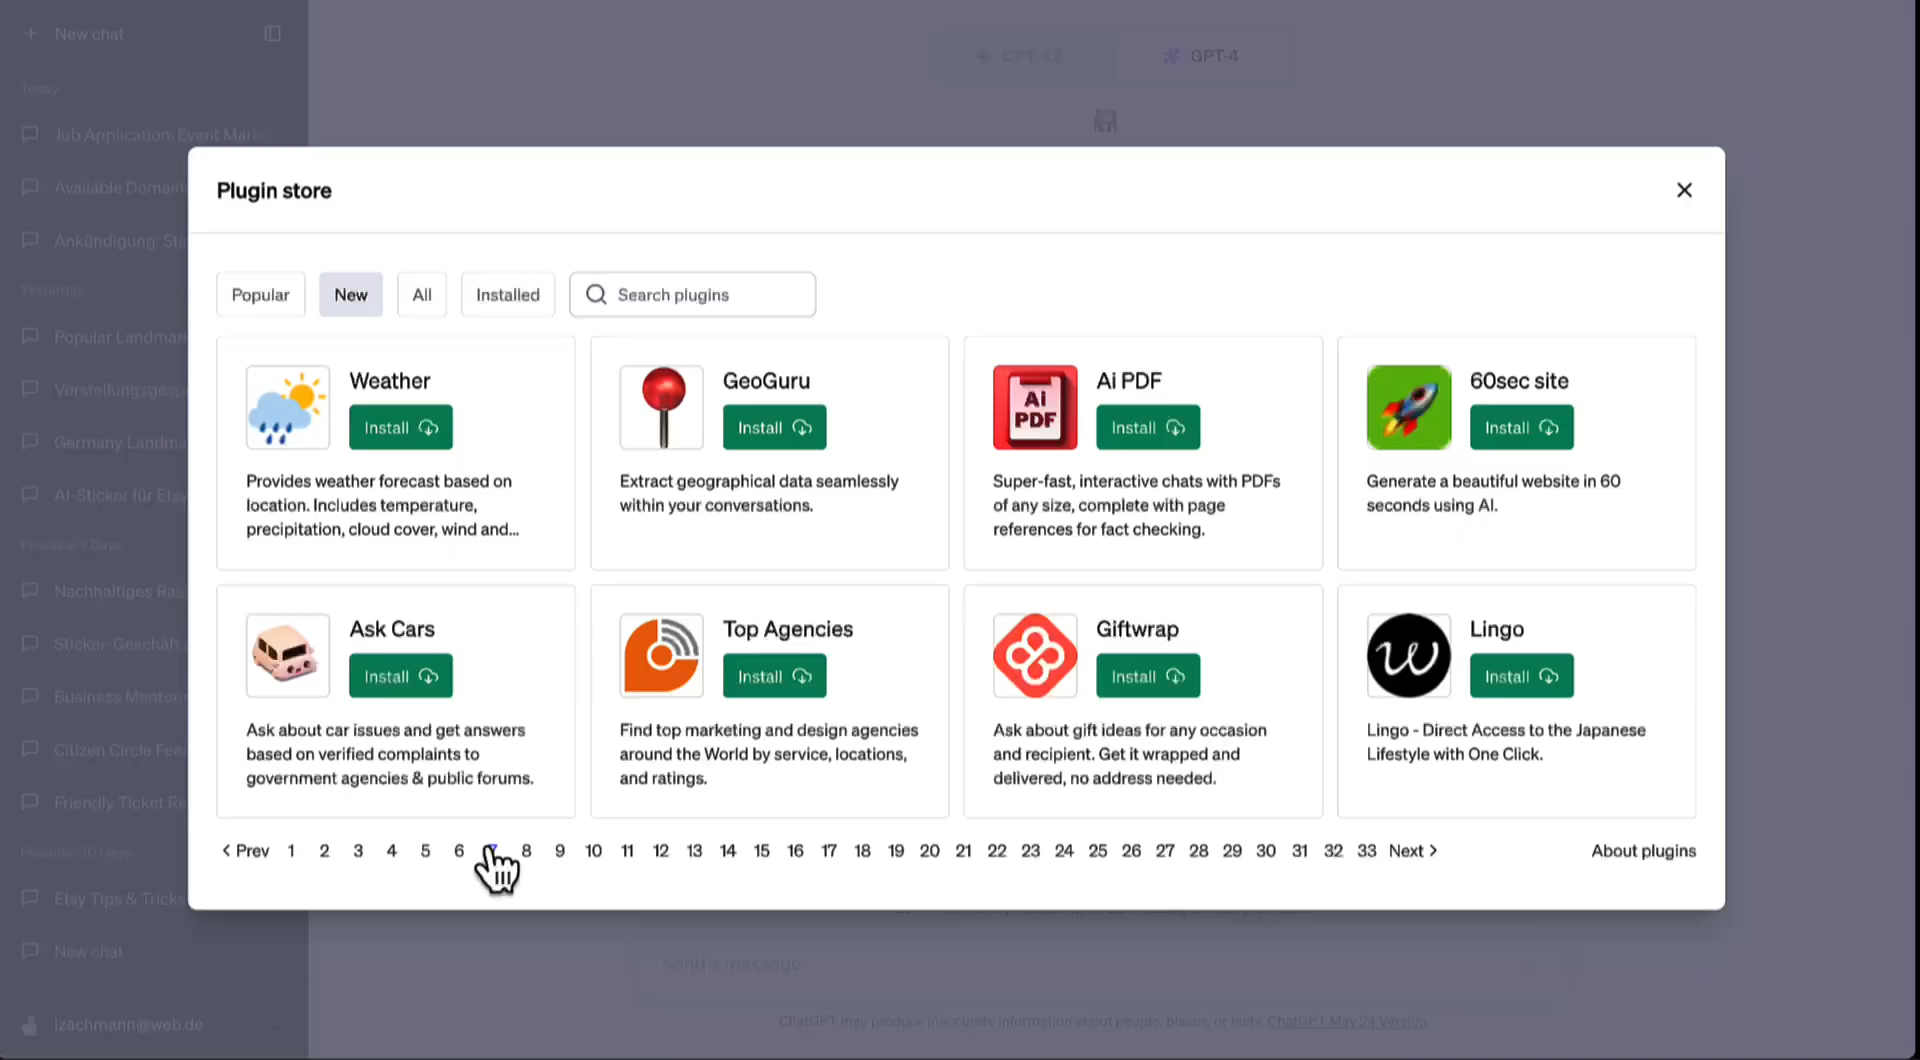 New chat
GPT-3.5
GPT-4
Today
Job Application: Event Mark
Available Domain
Ankündigung: Sti
Yesterday
Popular Landmar
Vorstellungsgesp
Germany Landma
AI-Sticker für Ets
Previous 7 Days
Nachhaltiges Ras
Sticker-Geschäft
Business Mentor
Citizen Circle Fee
Friendly Ticket Re
Previous 30 Days
Etsy Tips & Tricks
New chat
lzachmann@web.de
Plugin store
Popular
New
All
Installed
Search plugins
Weather
Install
Provides weather forecast based on
location. Includes temperature,
precipitation, cloud cover, wind and...
GeoGuru
Install
Extract geographical data seamlessly
within your conversations.
Ai PDF
Ai
PDF
Install
Super-fast, interactive chats with PDFs
of any size, complete with page
references for fact checking.
60sec site
Install
Generate a beautiful website in 60
seconds using AI.
Ask Cars
Install
Ask about car issues and get answers
based on verified complaints to
government agencies & public forums.
Top Agencies
Install
Find top marketing and design agencies
around the World by service, locations,
and ratings.
Giftwrap
Install
Ask about gift ideas for any occasion
and recipient. Get it wrapped and
delivered, no address needed.
Lingo
w
Install
Lingo - Direct Access to the Japanese
Lifestyle with One Click.
Prev 1 2 3 4 5 6 7 8 9 10 11 12 13 14 15 16 17 18 19 20 21 22 23 24 25 26 27 28 29 30 31 32 33 Next
About plugins
Send a message
ChatGPT may produce inaccurate information about people, places, or facts. ChatGPT May 24 Version